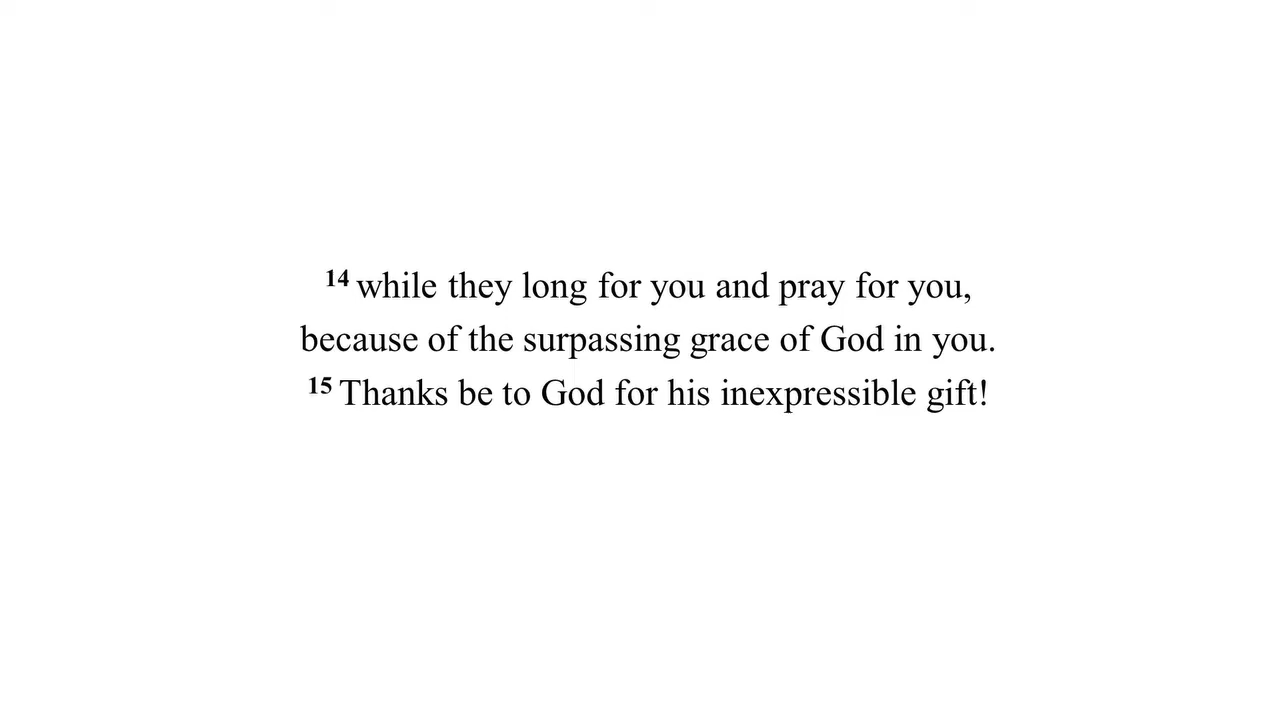 14 while they long for you and pray for you,
because of the surpassing grace of God in you.
15 Thanks be to God for his inexpressible gift!